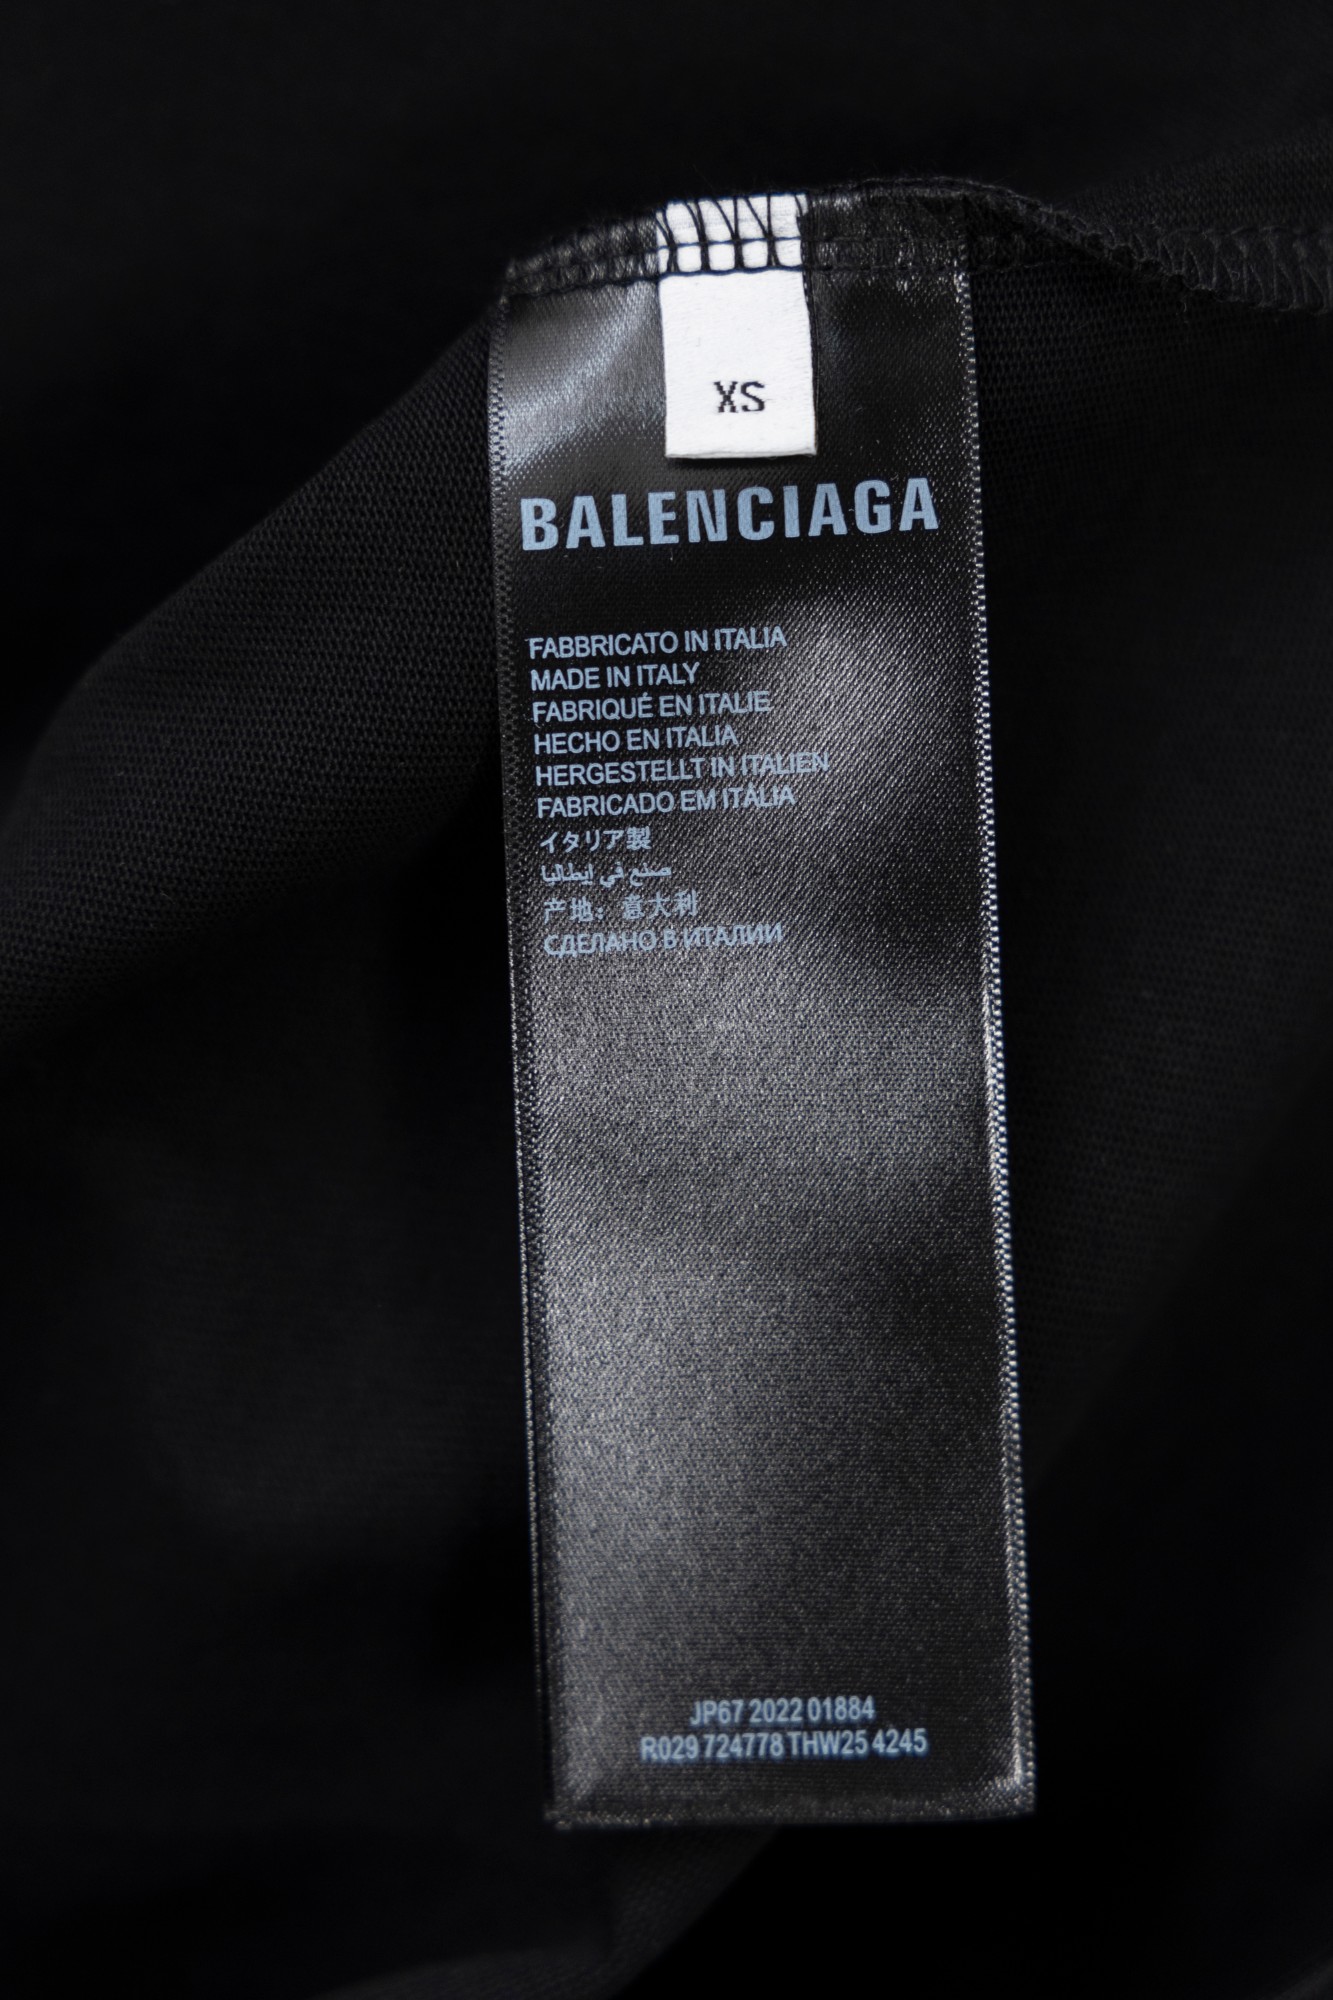 XS
BALENCIAGA
FABBRICATO IN ITALIA
MADE IN ITALY
FABRIQUÉ EN ITALIE
HECHO EN ITALIA
HERGESTELLT IN ITALIEN
FABRICADO EM ITÁLIA
イタリア製
صنع في إيطاليا
产地：意大利
СДЕЛАНО В ИТАЛИИ
JP67 2022 01884
R029 724778 THW25 4245